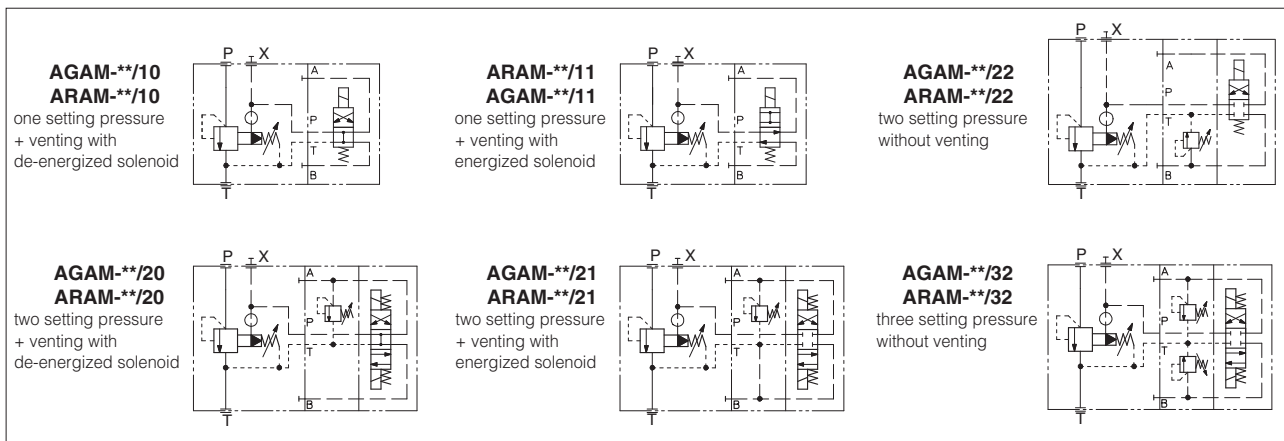 AGAM-**/10
ARAM-**/10
one setting pressure
+ venting with
de-energized solenoid
P X
A
P
T
B
T
ARAM-**/11
AGAM-**/11
one setting pressure
+ venting with
energized solenoid
P X
A
P
T
B
T
AGAM-**/22
ARAM-**/22
two setting pressure
without venting
P X
A
P
T
B
T
AGAM-**/20
ARAM-**/20
two setting pressure
+ venting with
de-energized solenoid
P X
A
P
T
B
T
AGAM-**/21
ARAM-**/21
two setting pressure
+ venting with
energized solenoid
P X
A
P
T
B
T
AGAM-**/32
ARAM-**/32
three setting pressure
without venting
P X
A
P
T
B
T